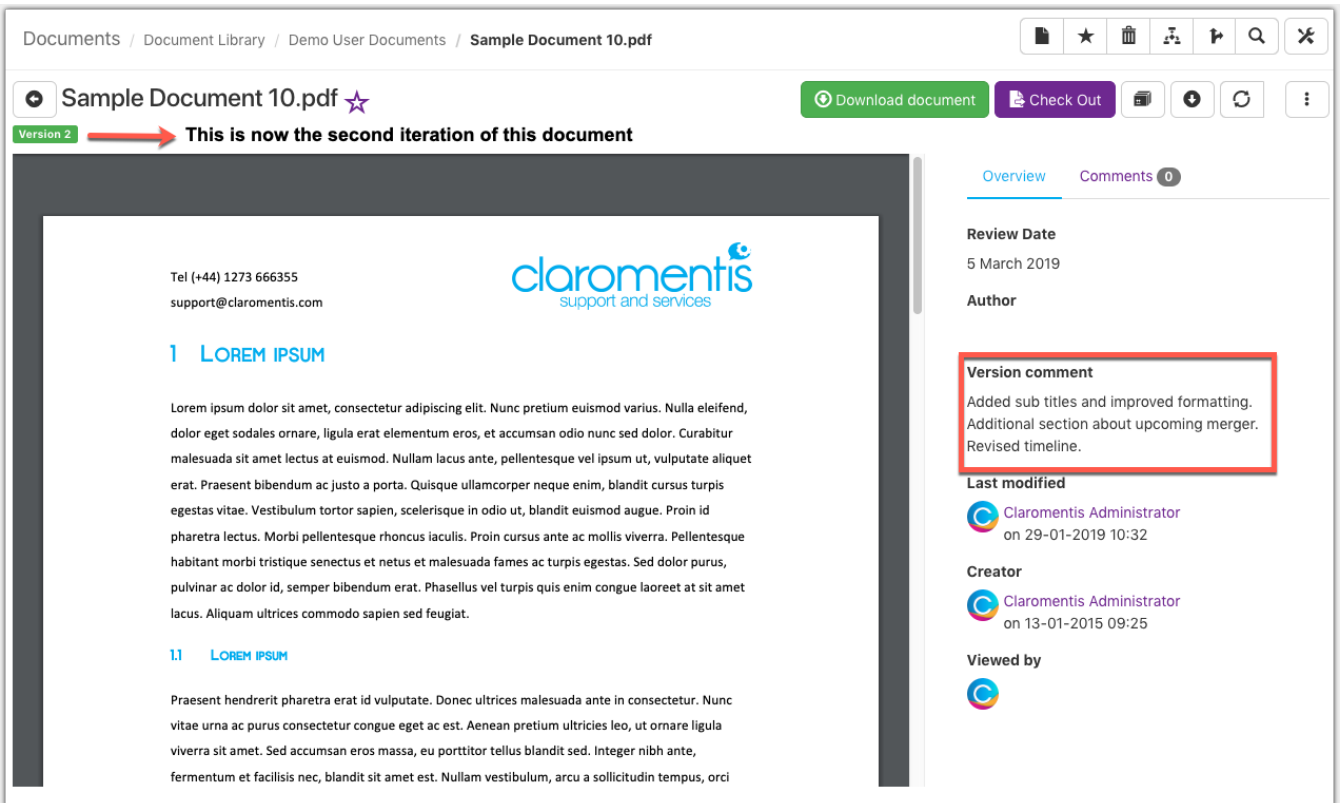 Documents / Document Library / Demo User Documents / Sample Document 10.pdf
Sample Document 10.pdf
Download document
Check Out
Version 2
This is now the second iteration of this document
Tel (+44) 1273 666355
support@claromentis.com
claromentis
support and services
1 LOREM IPSUM
Lorem ipsum dolor sit amet, consectetur adipiscing elit. Nunc pretium euismod varius. Nulla eleifend,
dolor eget sodales ornare, ligula erat elementum eros, et accumsan odio nunc sed dolor. Curabitur
malesuada sit amet lectus at euismod. Nullam lacus ante, pellentesque vel ipsum ut, vulputate aliquet
erat. Praesent bibendum ac justo a porta. Quisque ullamcorper neque enim, blandit cursus turpis
egestas vitae. Vestibulum tortor sapien, scelerisque in odio ut, blandit euismod augue. Proin id
pharetra lectus. Morbi pellentesque rhoncus iaculis. Proin cursus ante ac mollis viverra. Pellentesque
habitant morbi tristique senectus et netus et malesuada fames ac turpis egestas. Sed dolor purus,
pulvinar ac dolor id, semper bibendum erat. Phasellus vel turpis quis enim congue laoreet at sit amet
lacus. Aliquam ultrices commodo sapien sed feugiat.
1.1 LOREM IPSUM
Praesent hendrerit pharetra erat id vulputate. Donec ultrices malesuada ante in consectetur. Nunc
vitae urna ac purus consectetur congue eget ac est. Aenean pretium ultricies leo, ut ornare ligula
viverra sit amet. Sed accumsan eros massa, eu porttitor tellus blandit sed. Integer nibh ante,
fermentum et facilisis nec, blandit sit amet est. Nullam vestibulum, arcu a sollicitudin tempus, orci
Overview
Comments 0
Review Date
5 March 2019
Author
Version comment
Added sub titles and improved formatting.
Additional section about upcoming merger.
Revised timeline.
Last modified
Claromentis Administrator
on 29-01-2019 10:32
Creator
Claromentis Administrator
on 13-01-2015 09:25
Viewed by